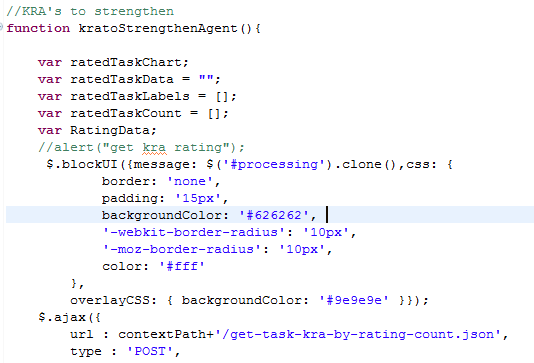 //KRA's to strengthen
function kratoStrengthenAgent(){
var ratedTaskChart;
var ratedTaskData = "";
var ratedTaskLabels = [];
var ratedTaskCount = [];
var RatingData;
//alert("get kra rating");
$.blockUI({message: $('#processing').clone(),css: {
border: 'none',
padding: '15px',
backgroundColor: '#626262',
'-webkit-border-radius': '10px',
'-moz-border-radius': '10px',
color: '#fff'
},
overlayCSS: { backgroundColor: '#9e9e9e' }});
$.ajax({
url : contextPath+'/get-task-kra-by-rating-count.json',
type : 'POST',